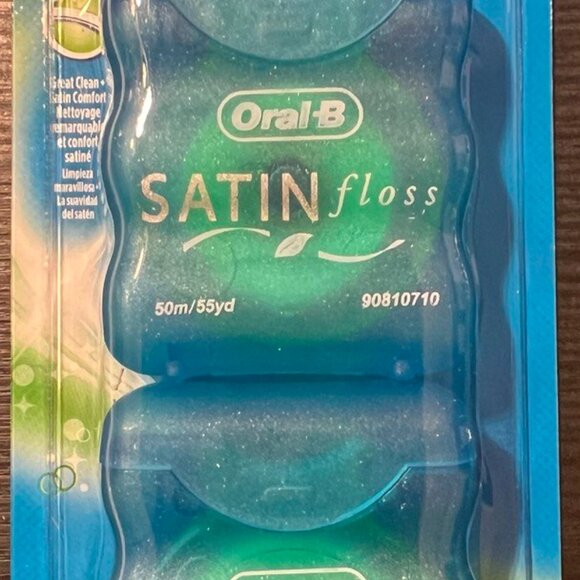 Great Clean +
Satin Comfort
Nettoyage
remarquable
et confort
satiné
Limpieza
maravillosa +
La suavidad
del satén
Oral-B
SATIN floss
50m/55yd
90810710